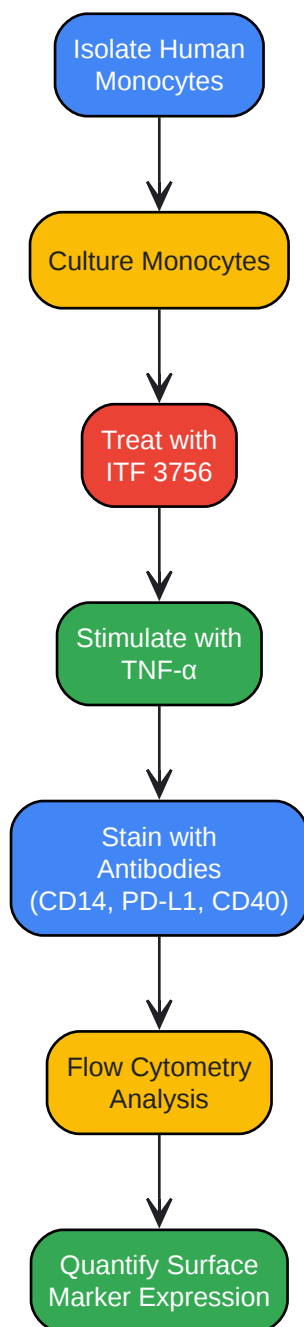 Isolate Human
Monocytes
Culture Monocytes
Treat with
ITF 3756
Stimulate with
TNF-α
Stain with
Antibodies
(CD14, PD-L1, CD40)
Flow Cytometry
Analysis
Quantify Surface
Marker Expression